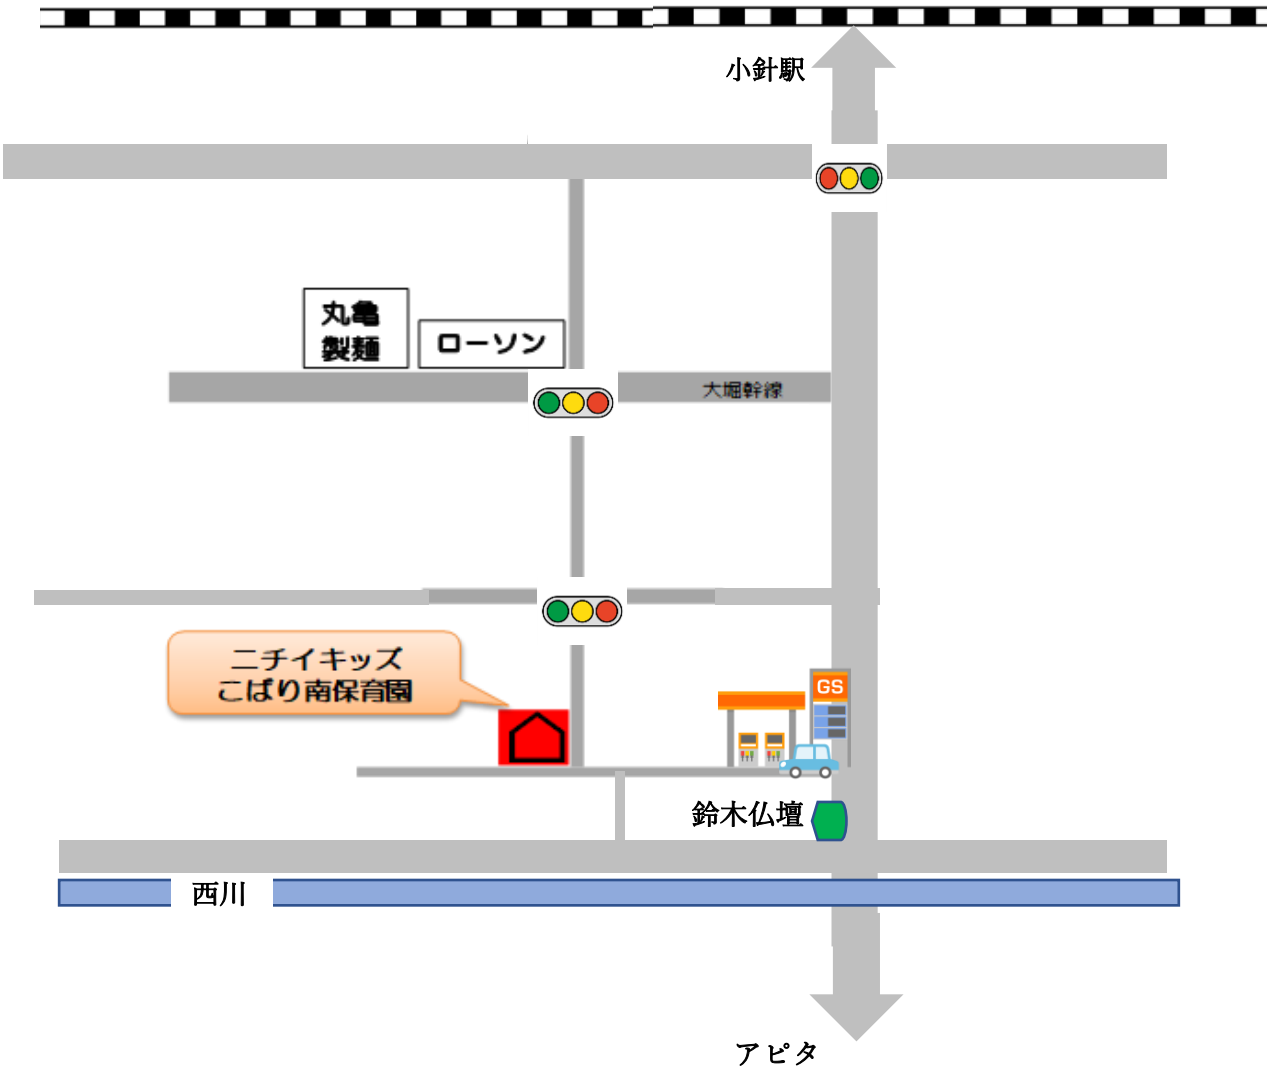 小針駅
丸亀
製麺
ローソン
大堀幹線
ニチイキッズ
こばり南保育園
GS
鈴木仏壇
西川
アピタ